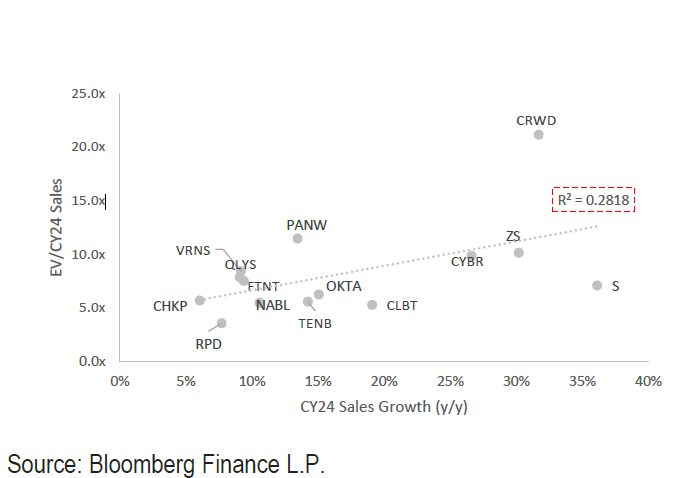 25.0x
CRWD
20.0x
EV/CY24 Sales
15.0x
R² = 0.2818
PANW
VRNS
ZS
10.0x
QLYS
CYBR
FTNT
OKTA
S
5.0x
CHKP
NABL
CLBT
TENB
RPD
0.0x
0% 5% 10% 15% 20% 25% 30% 35% 40%
CY24 Sales Growth (y/y)
Source: Bloomberg Finance L.P.